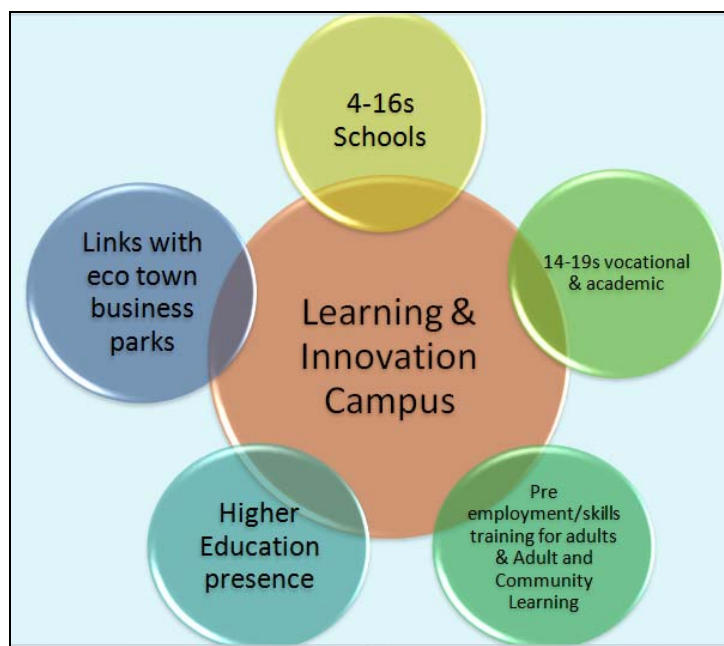 4-16s
Schools
Links with
eco town
business
parks
14-19s vocational
& academic
Learning &
Innovation
Campus
Higher
Education
presence
Pre
employment/skills
training for adults
& Adult and
Community
Learning